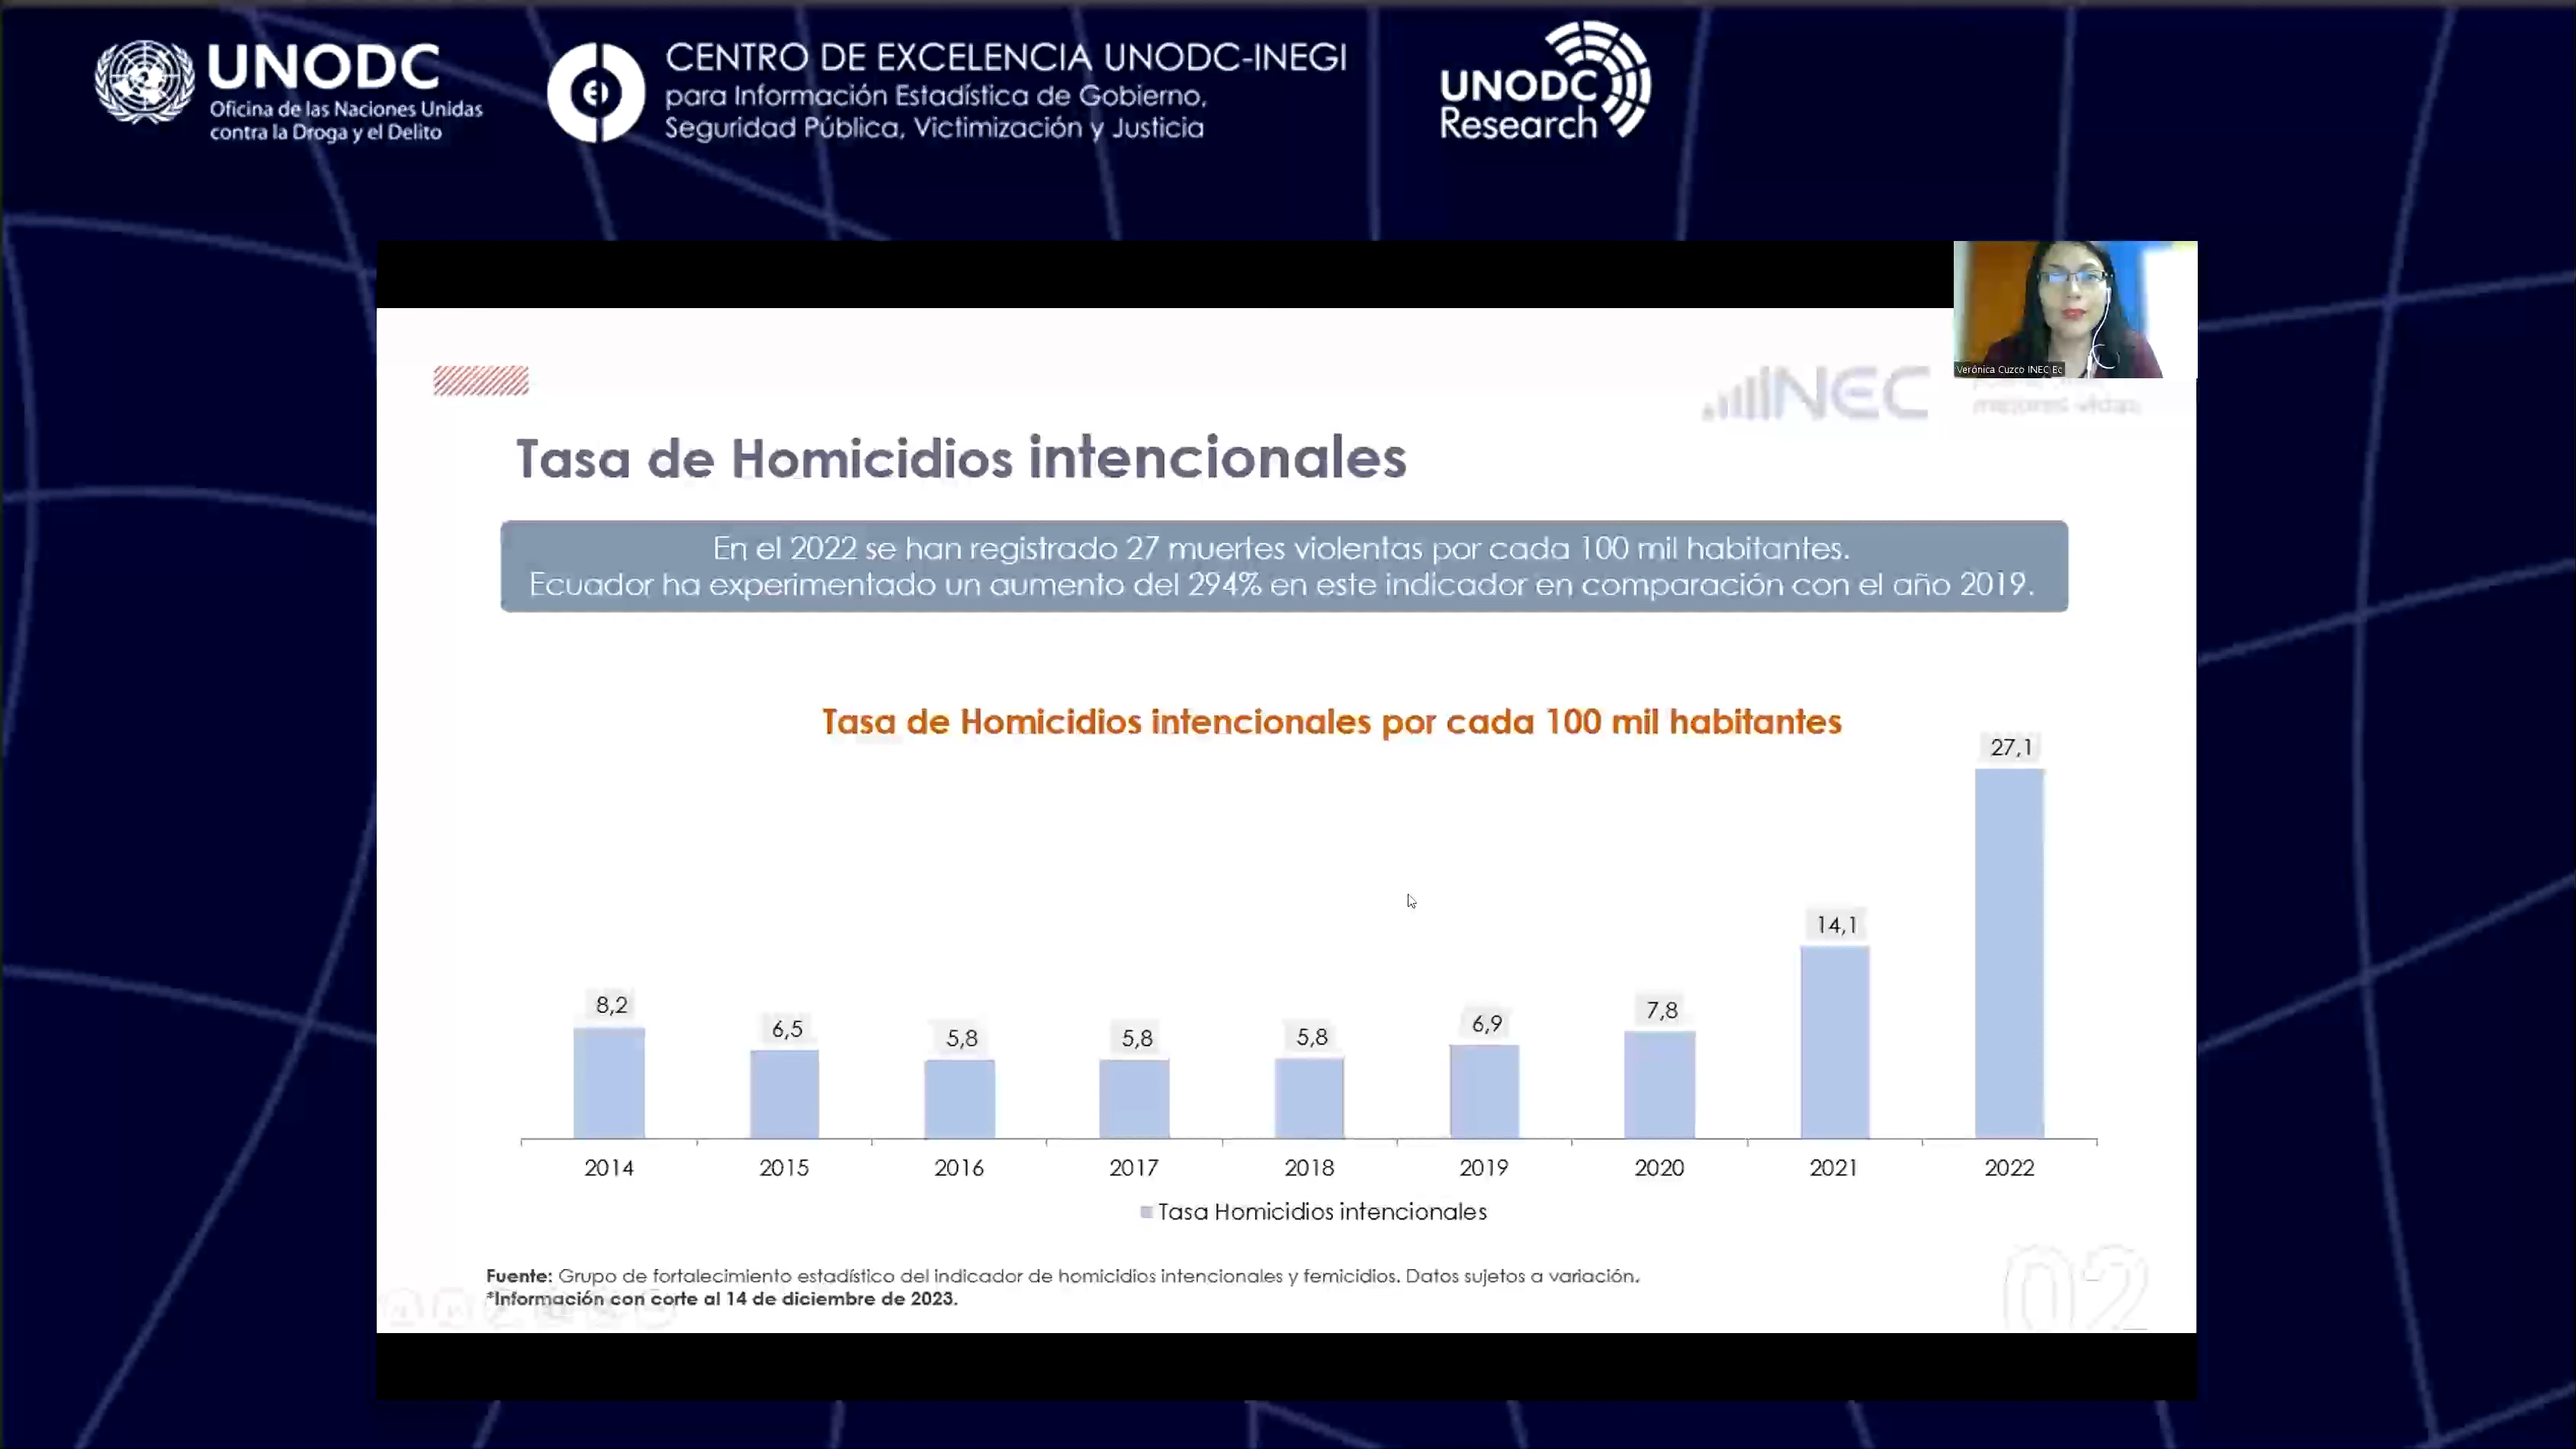 UNODC
Oficina de las Naciones Unidas
contra la Droga y el Delito
CENTRO DE EXCELENCIA UNODC-INEGI
para Información Estadística de Gobierno,
Seguridad Pública, Victimización y Justicia
UNODC
Research
Verónica Cuzco INEC Ec
INEC
mejores vidas
Tasa de Homicidios intencionales
En el 2022 se han registrado 27 muertes violentas por cada 100 mil habitantes.
Ecuador ha experimentado un aumento del 294% en este indicador en comparación con el año 2019.
Tasa de Homicidios intencionales por cada 100 mil habitantes
8,2
6,5
5,8
5,8
5,8
6,9
7,8
14,1
27,1
2014
2015
2016
2017
2018
2019
2020
2021
2022
Tasa Homicidios intencionales
Fuente: Grupo de fortalecimiento estadístico del indicador de homicidios intencionales y femicidios. Datos sujetos a variación.
*Información con corte al 14 de diciembre de 2023.
02